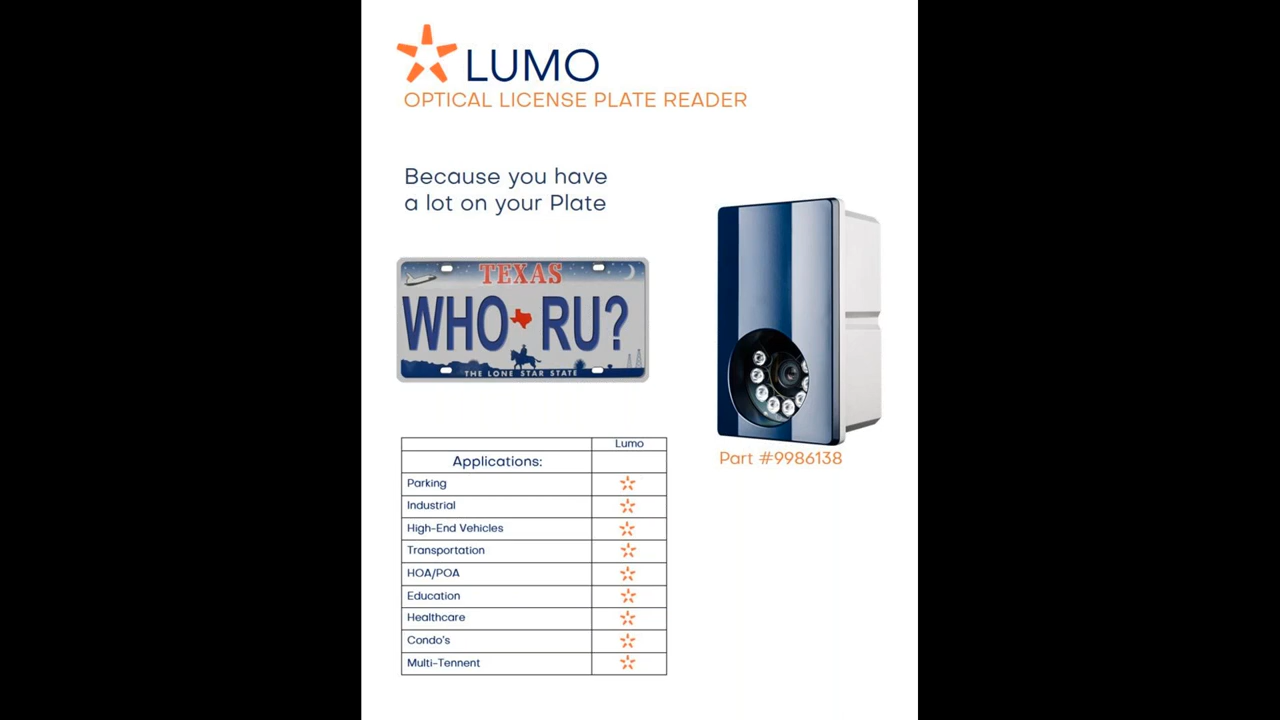 LUMO
OPTICAL LICENSE PLATE READER
Because you have
a lot on your Plate
TEXAS
WHO RU?
THE LONE STAR STATE
Part #9986138
Lumo
Applications:
Parking
Industrial
High-End Vehicles
Transportation
HOA/POA
Education
Healthcare
Condo's
Multi-Tennent